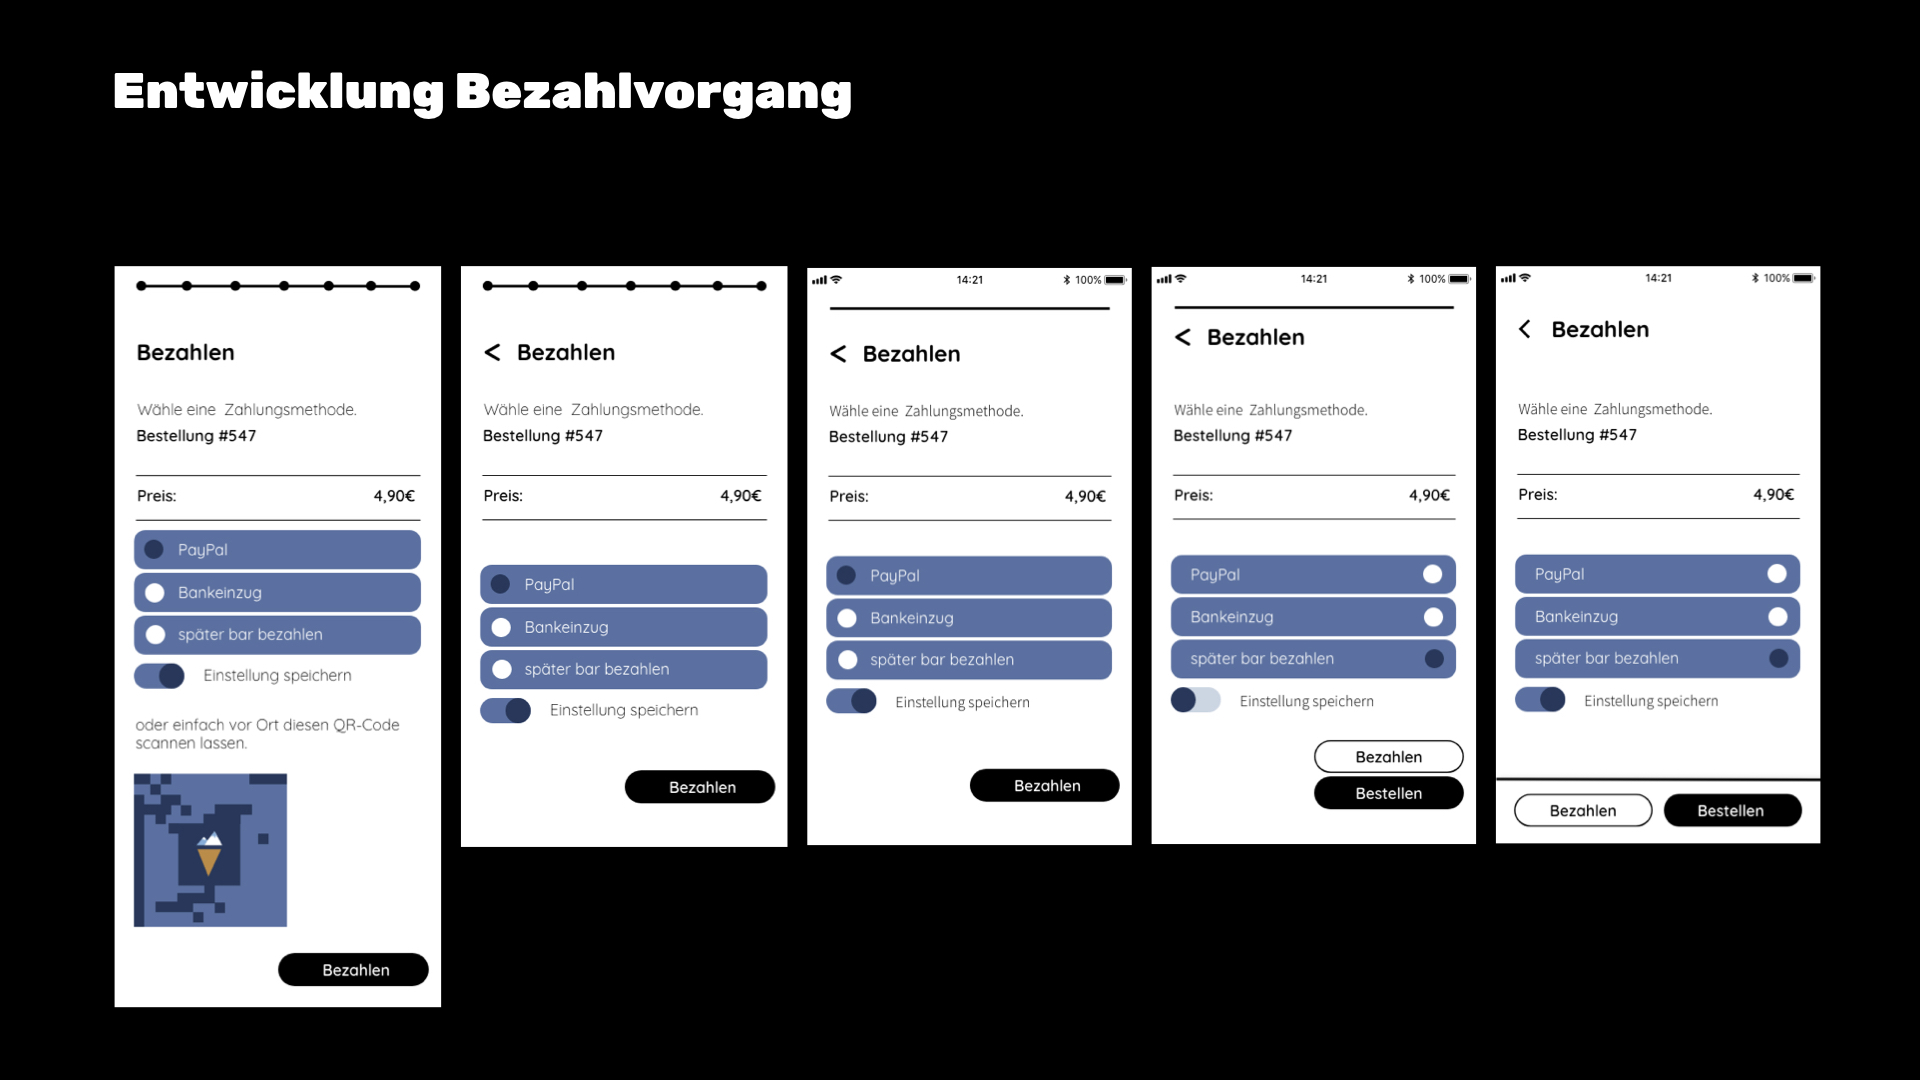 Entwicklung Bezahlvorgang
Bezahlen
Wähle eine Zahlungsmethode.
Bestellung #547
Preis: 4,90€
PayPal
Bankeinzug
später bar bezahlen
Einstellung speichern
oder einfach vor Ort diesen QR-Code
scannen lassen.
Bezahlen
< Bezahlen
Wähle eine Zahlungsmethode.
Bestellung #547
Preis: 4,90€
PayPal
Bankeinzug
später bar bezahlen
Einstellung speichern
Bezahlen
14:21 100%
< Bezahlen
Wähle eine Zahlungsmethode.
Bestellung #547
Preis: 4,90€
PayPal
Bankeinzug
später bar bezahlen
Einstellung speichern
Bezahlen
14:21 100%
< Bezahlen
Wähle eine Zahlungsmethode.
Bestellung #547
Preis: 4,90€
PayPal
Bankeinzug
später bar bezahlen
Einstellung speichern
Bezahlen
Bestellen
14:21 100%
< Bezahlen
Wähle eine Zahlungsmethode.
Bestellung #547
Preis: 4,90€
PayPal
Bankeinzug
später bar bezahlen
Einstellung speichern
Bezahlen Bestellen